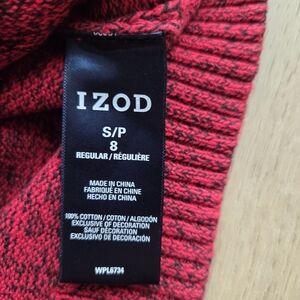 IZOD
S/P
8
REGULAR/RÉGULIÈRE
MADE IN CHINA
FABRIQUÉ EN CHINE
HECHO EN CHINA
100% COTTON/COTON/ALGODÓN
EXCLUSIVE OF DECORATION
SAUF DÉCORATION
EXCLUSIVO DE DECORACIÓN
WPL6734